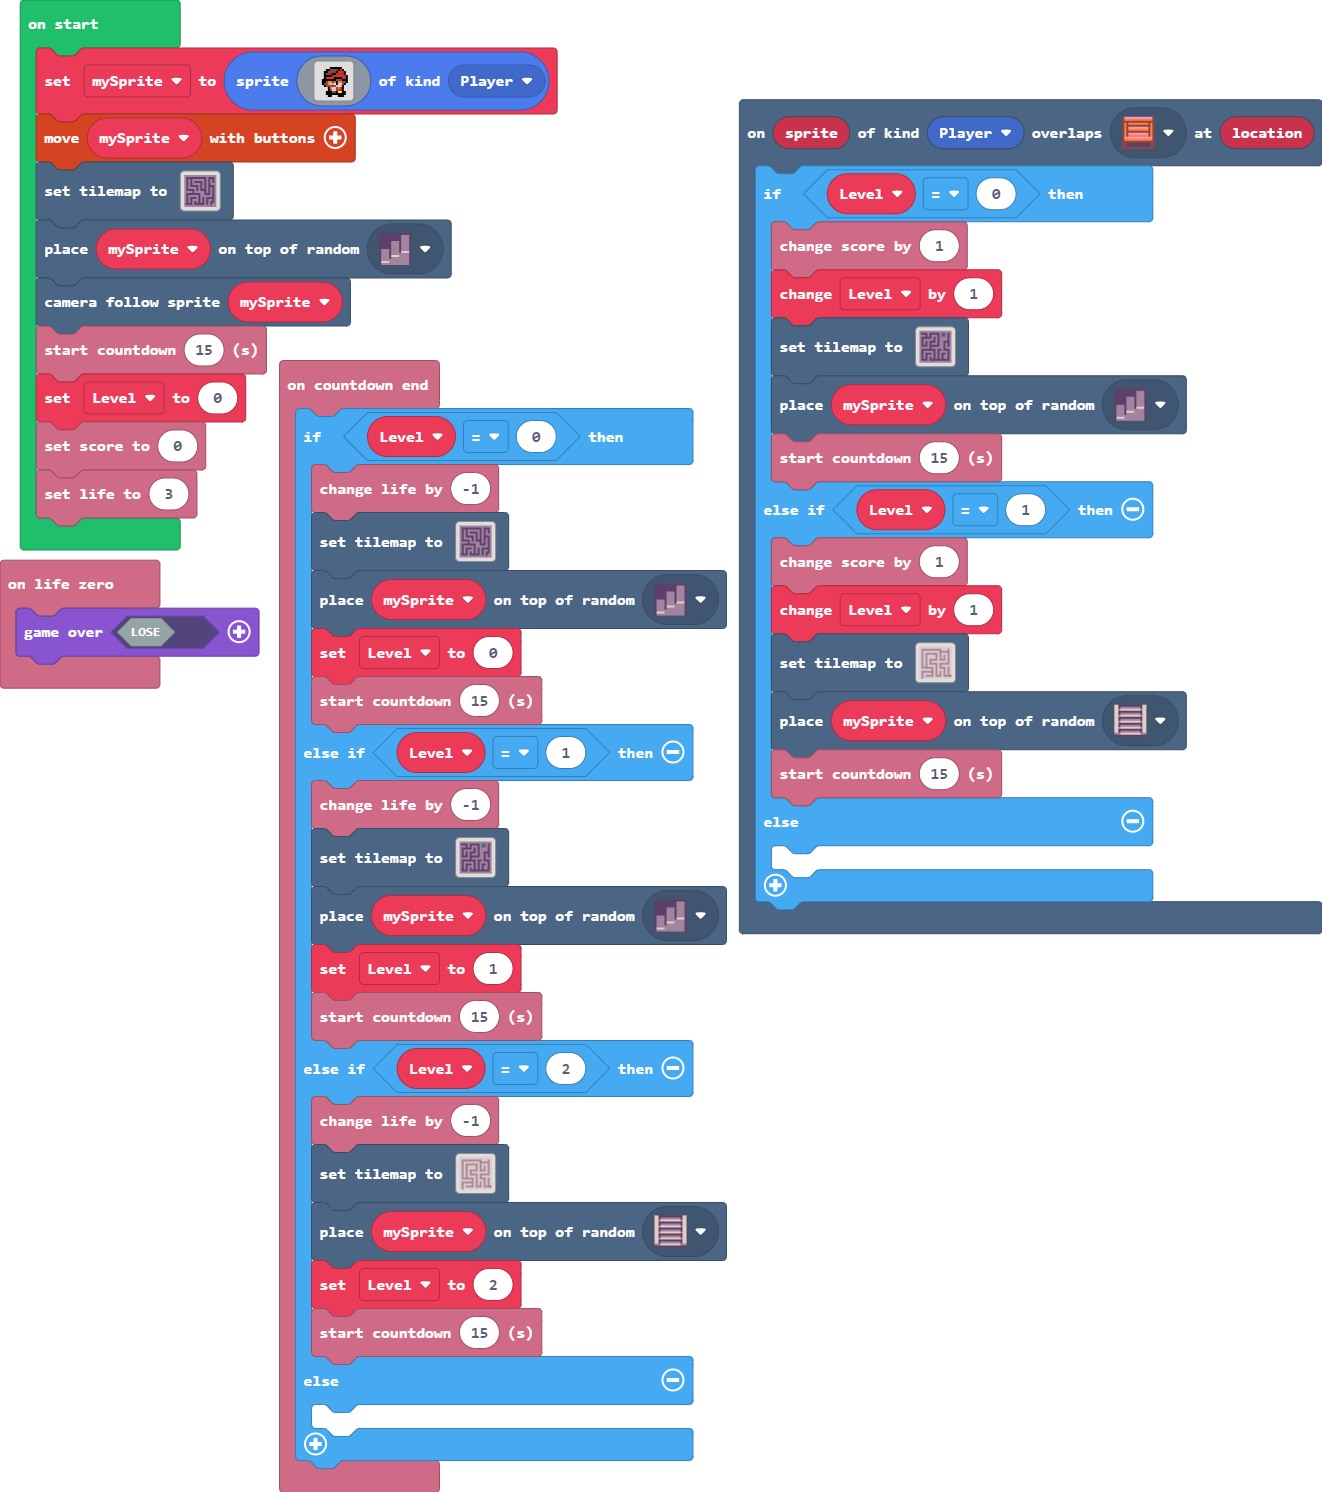 on start
set mySprite to sprite of kind Player
move mySprite with buttons
set tilemap to
place mySprite on top of random
camera follow sprite mySprite
start countdown 15 (s)
set Level to 0
set score to 0
set life to 3
on life zero
game over LOSE
on countdown end
if Level = 0 then
change life by -1
set tilemap to
place mySprite on top of random
set Level to 0
start countdown 15 (s)
else if Level = 1 then
change life by -1
set tilemap to
place mySprite on top of random
set Level to 1
start countdown 15 (s)
else if Level = 2 then
change life by -1
set tilemap to
place mySprite on top of random
set Level to 2
start countdown 15 (s)
else
on sprite of kind Player overlaps at location
if Level = 0 then
change score by 1
change Level by 1
set tilemap to
place mySprite on top of random
start countdown 15 (s)
else if Level = 1 then
change score by 1
change Level by 1
set tilemap to
place mySprite on top of random
start countdown 15 (s)
else